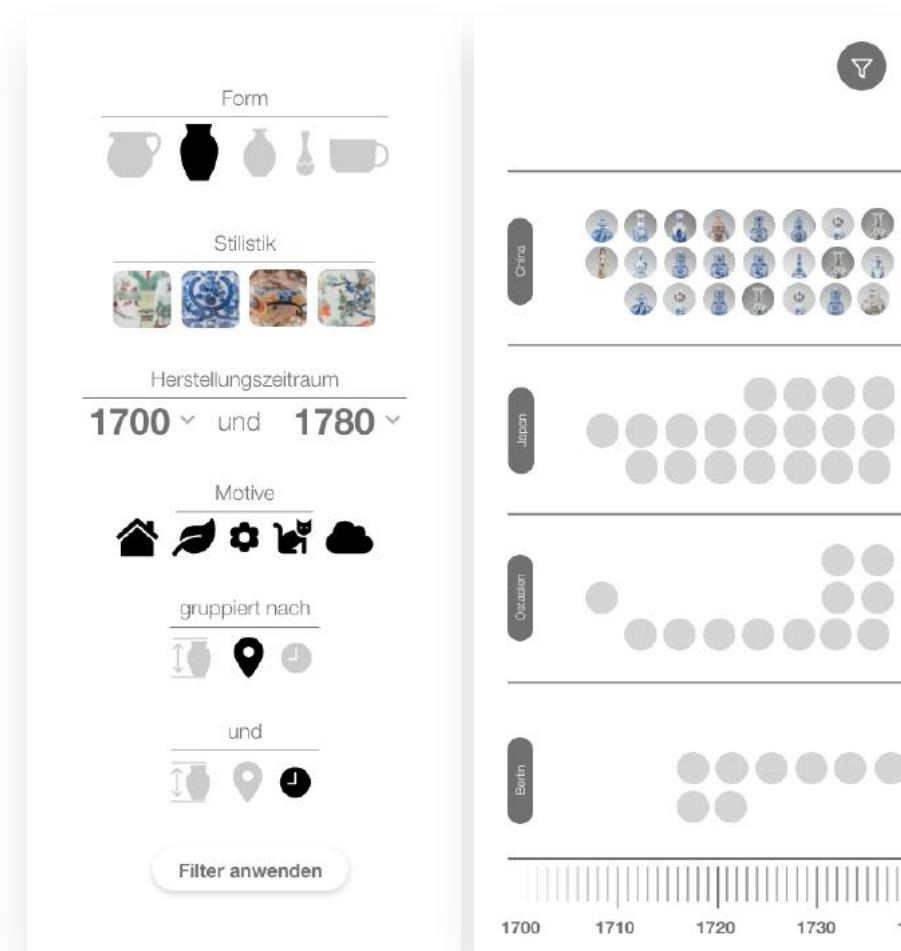 Form
Stilistik
Herstellungszeitraum
1700 und 1780
Motive
gruppiert nach
und
Filter anwenden
China
Japan
Ostasien
Berlin
1700 1710 1720 1730